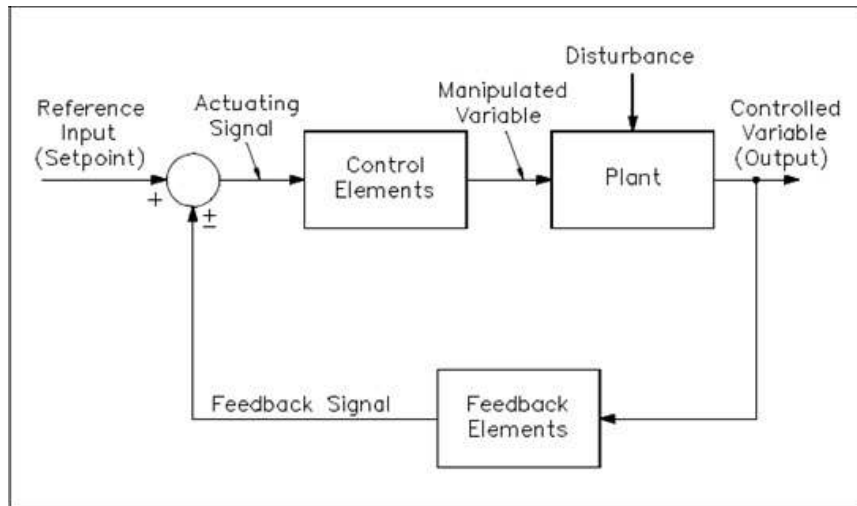 Disturbance
Reference
Input
(Setpoint)
Actuating
Signal
Manipulated
Variable
Controlled
Variable
(Output)
Control
Elements
Plant
+
±
Feedback Signal
Feedback
Elements